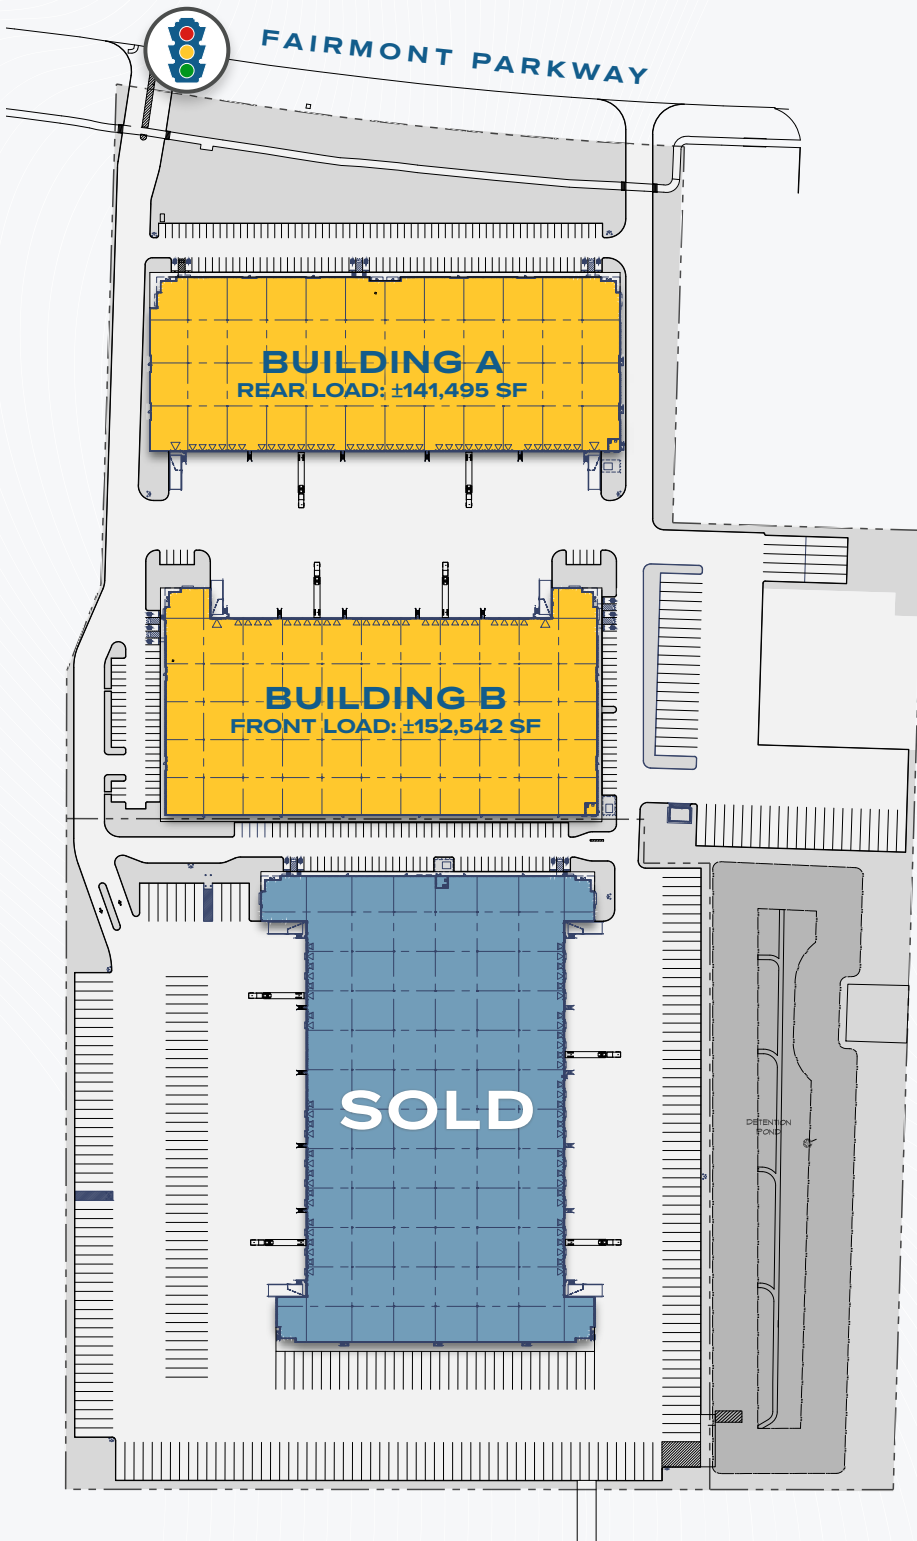 FAIRMONT PARKWAY
BUILDING A
REAR LOAD: ±141,495 SF
BUILDING B
FRONT LOAD: ±152,542 SF
SOLD
DETENTION
POND